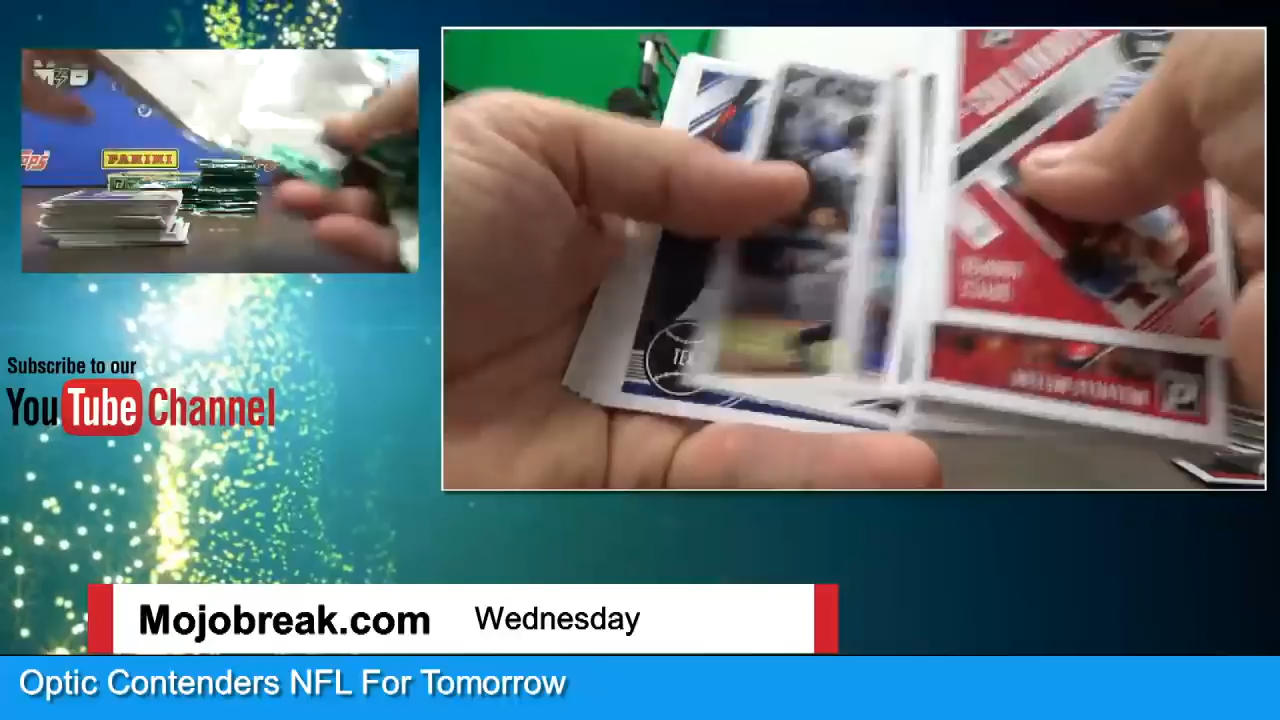 PANINI
Subscribe to our
YouTube Channel
Mojobreak.com
Wednesday
Optic Contenders NFL For Tomorrow